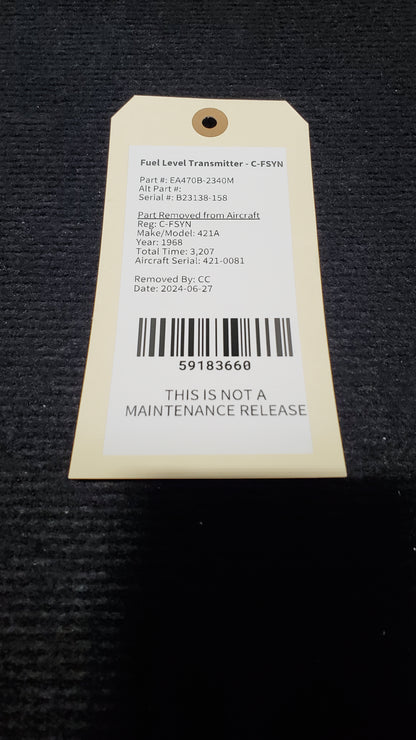 Fuel Level Transmitter - C-FSYN
Part #: EA470B-2340M
Alt Part #:
Serial #: B23138-158
Part Removed from Aircraft
Reg: C-FSYN
Make/Model: 421A
Year: 1968
Total Time: 3,207
Aircraft Serial: 421-0081
Removed By: CC
Date: 2024-06-27
59183660
THIS IS NOT A
MAINTENANCE RELEASE